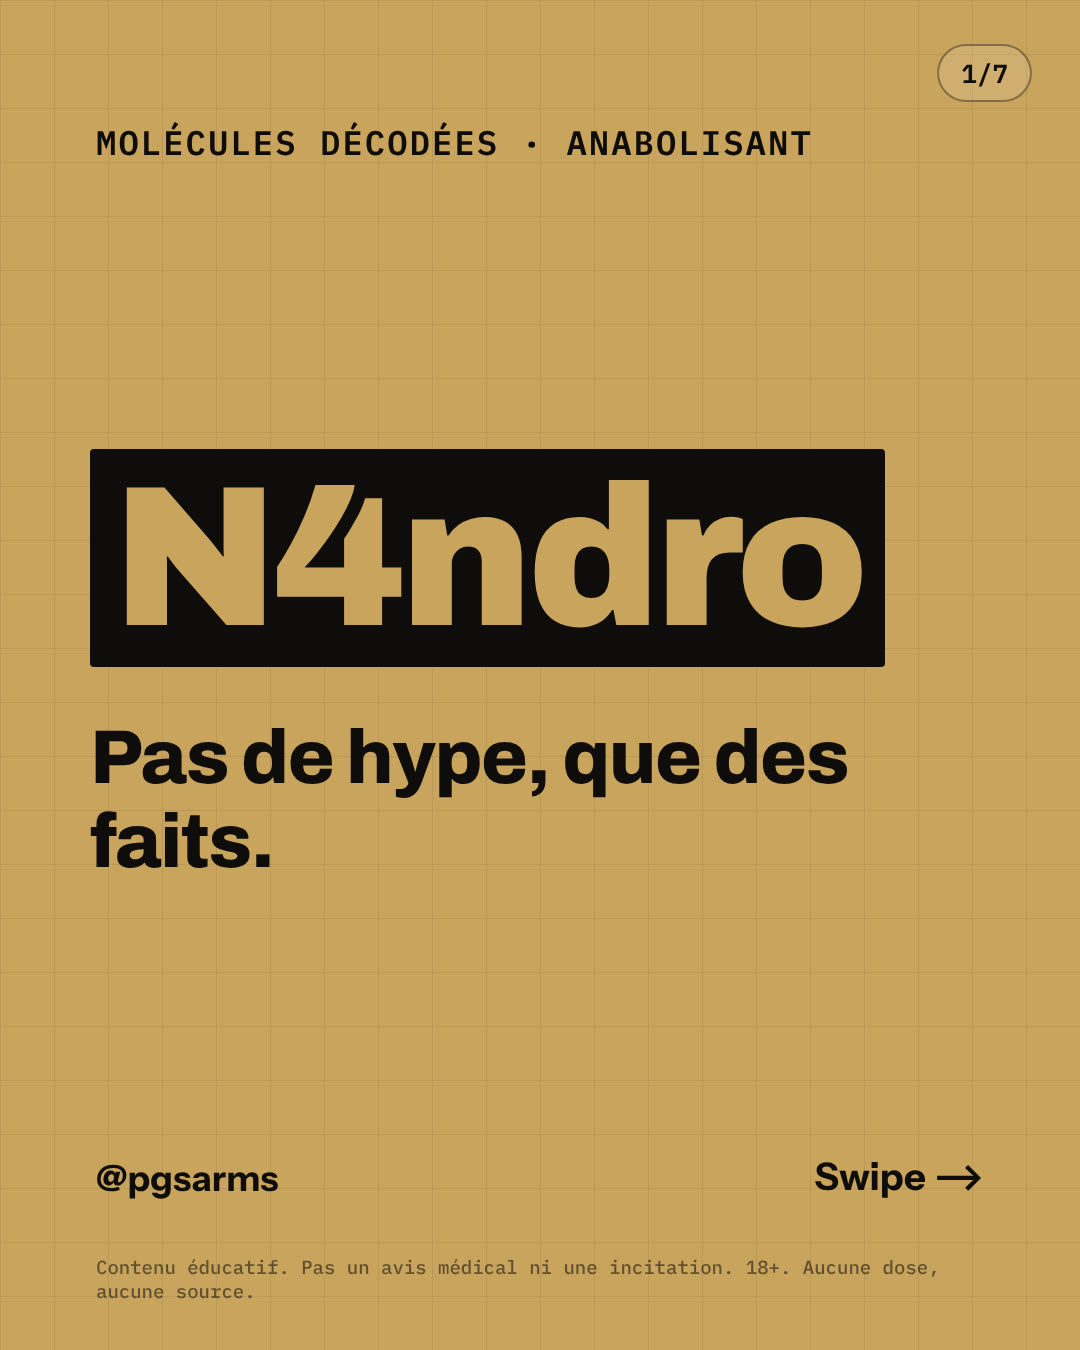 1/7
MOLÉCULES DÉCODÉES · ANABOLISANT
N4ndro
Pas de hype, que des
faits.
@pgsarms
Swipe →
Contenu éducatif. Pas un avis médical ni une incitation. 18+. Aucune dose,
aucune source.